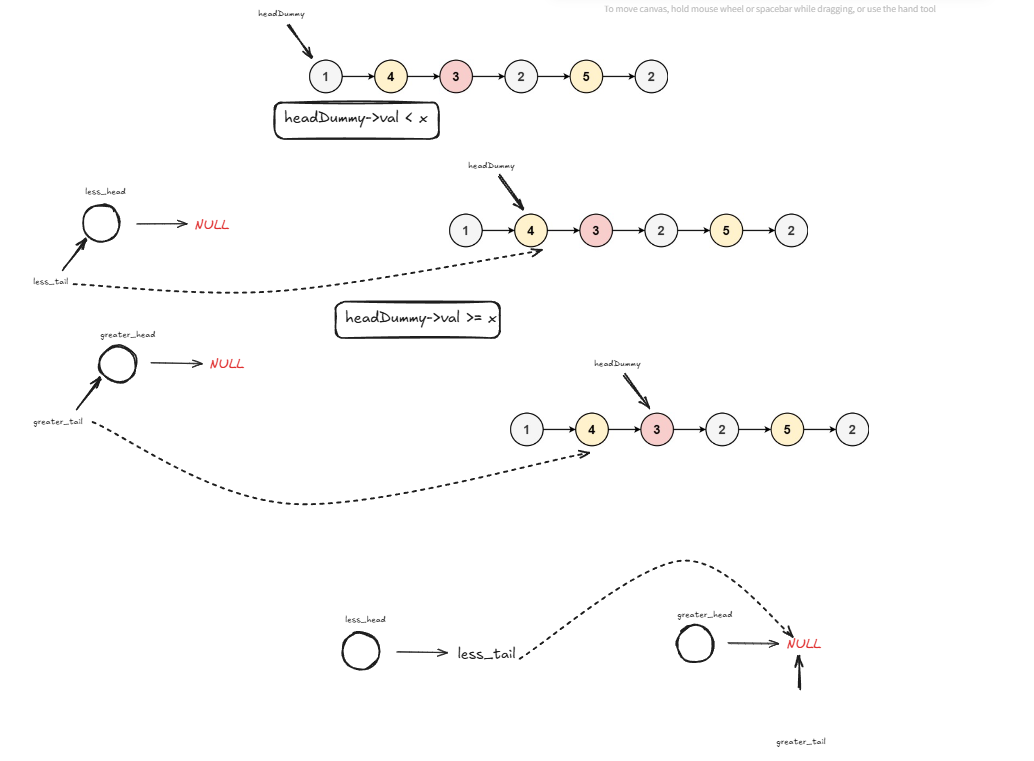 To move canvas, hold mouse wheel or spacebar while dragging, or use the hand tool
headDummy
1 4 3 2 5 2
headDummy->val < x
headDummy
less_head
NULL
1 4 3 2 5 2
less_tail
headDummy->val >= x
greater_head
NULL
headDummy
greater_tail
1 4 3 2 5 2
less_head
greater_head
less_tail
NULL
greater_tail